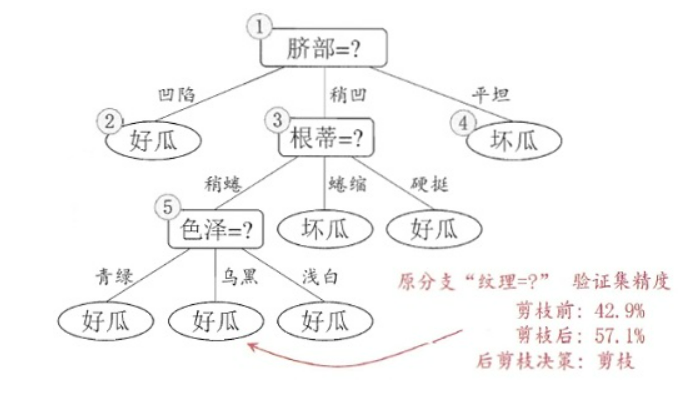 ①
脐部=?
凹陷 稍凹 平坦
② ③ ④
好瓜 根蒂=? 坏瓜
稍蜷 蜷缩 硬挺
⑤
色泽=? 坏瓜 好瓜
青绿 乌黑 浅白
原分支“纹理=?” 验证集精度
剪枝前: 42.9%
好瓜 好瓜 好瓜
剪枝后: 57.1%
后剪枝决策: 剪枝